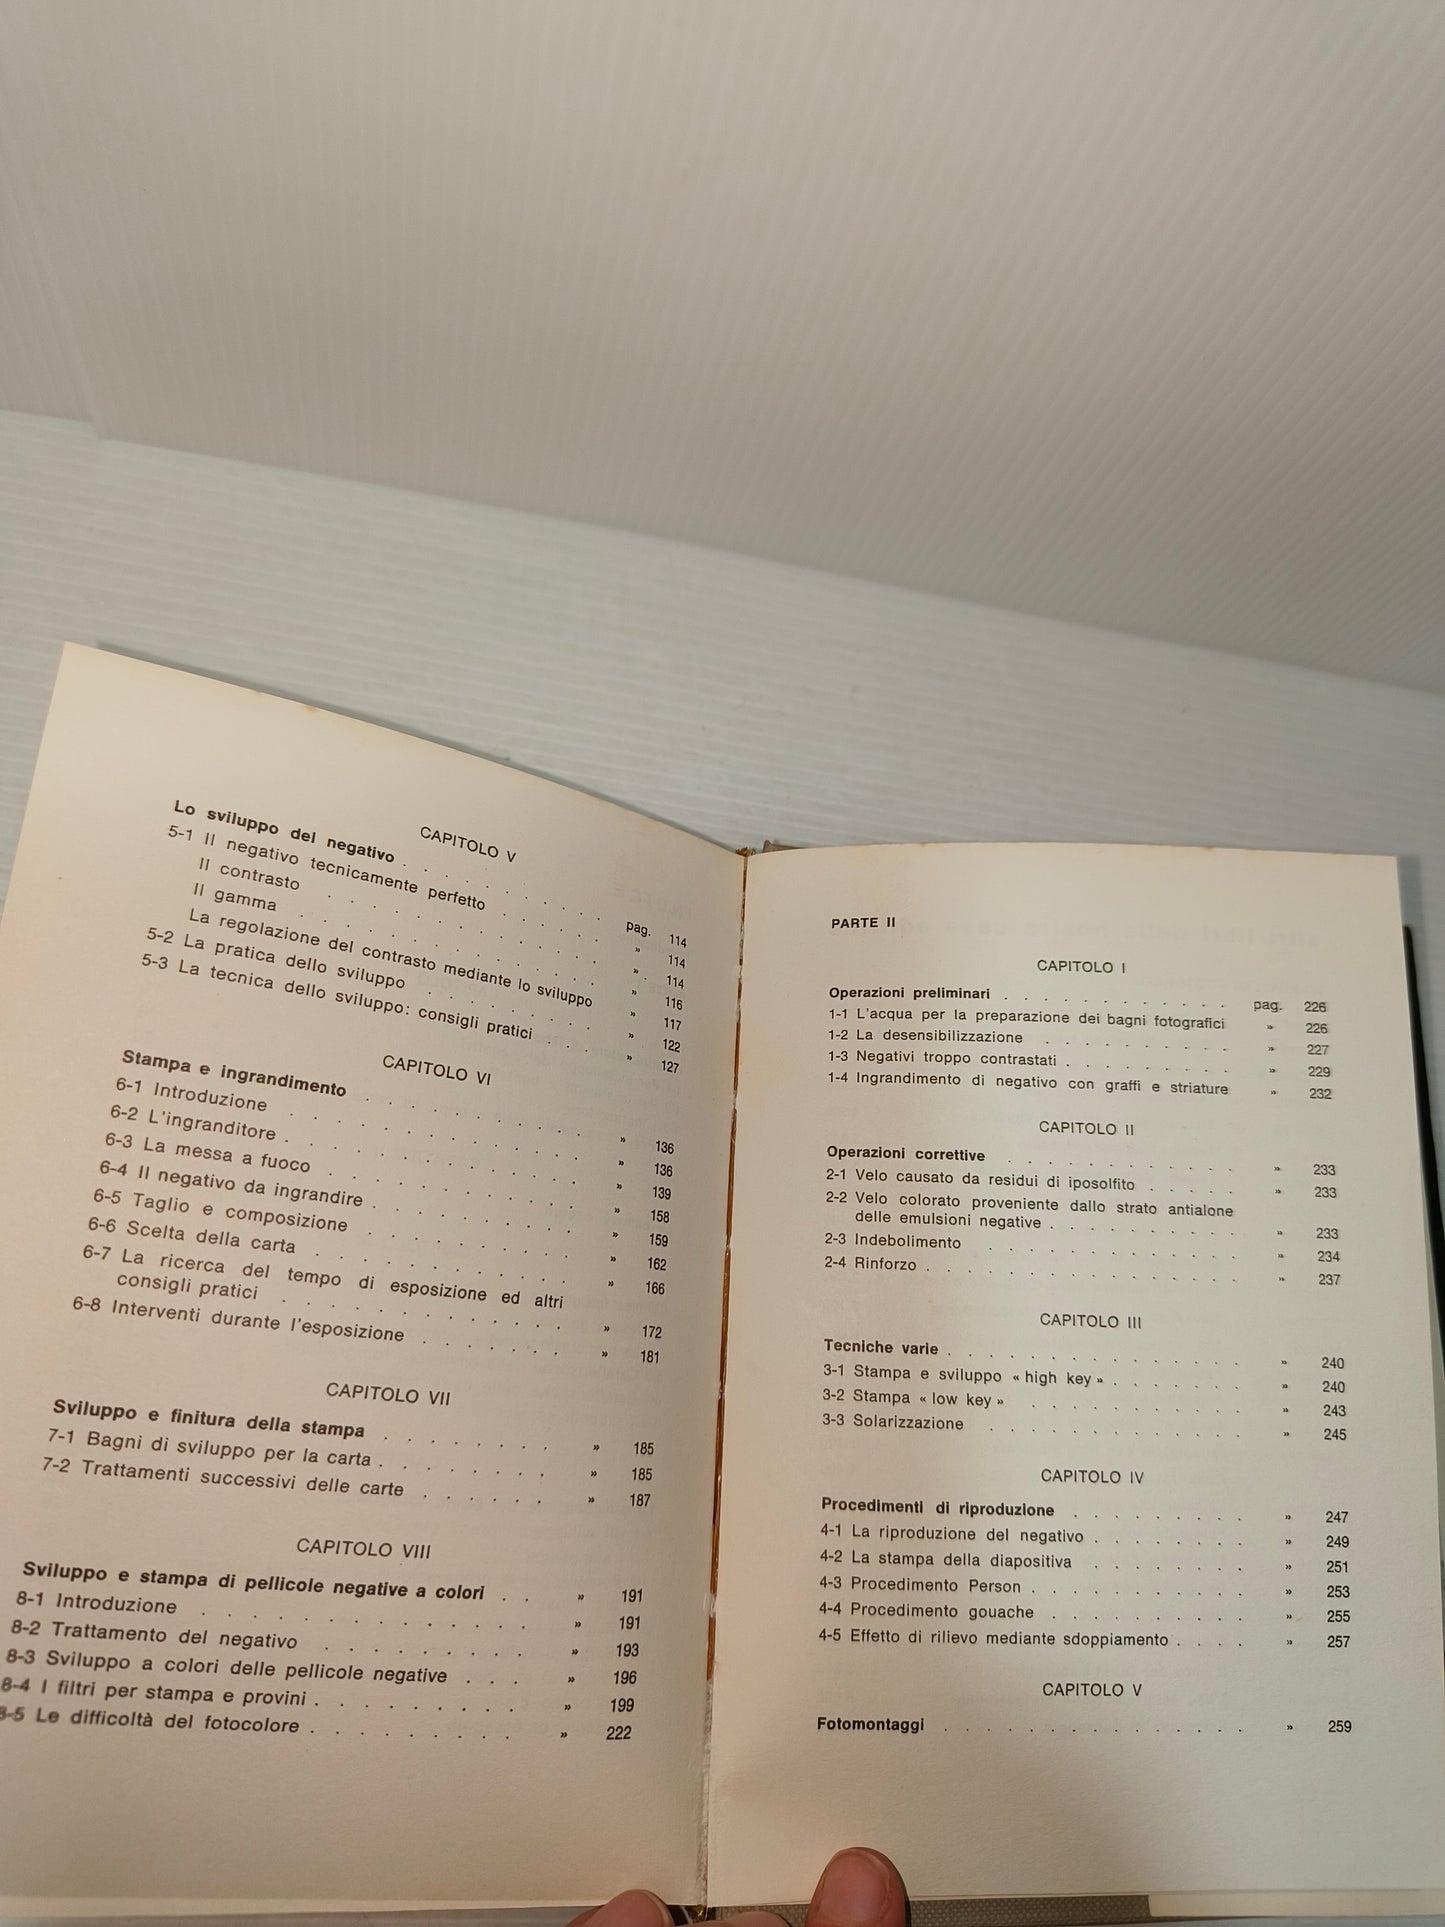 CAPITOLO V
Lo sviluppo del negativo . . . . . . . . . . pag. 114
5-1 Il negativo tecnicamente perfetto . . . . . » 114
Il contrasto . . . . . . . . . . . . » 114
Il gamma . . . . . . . . . . . . . » 116
La regolazione del contrasto mediante lo sviluppo » 117
5-2 La pratica dello sviluppo . . . . . . . . » 122
5-3 La tecnica dello sviluppo: consigli pratici . . . » 127
CAPITOLO VI
Stampa e ingrandimento . . . . . . . . . . . » 136
6-1 Introduzione . . . . . . . . . . . . . » 136
6-2 L'ingranditore . . . . . . . . . . . . . » 139
6-3 La messa a fuoco . . . . . . . . . . . » 158
6-4 Il negativo da ingrandire . . . . . . . . . » 159
6-5 Taglio e composizione . . . . . . . . . . » 162
6-6 Scelta della carta . . . . . . . . . . . » 166
6-7 La ricerca del tempo di esposizione ed altri
consigli pratici . . . . . . . . . . . . » 172
6-8 Interventi durante l'esposizione . . . . . . » 181
CAPITOLO VII
Sviluppo e finitura della stampa . . . . . . . » 185
7-1 Bagni di sviluppo per la carta . . . . . . . » 185
7-2 Trattamenti successivi delle carte . . . . . » 187
CAPITOLO VIII
Sviluppo e stampa di pellicole negative a colori . . » 191
8-1 Introduzione . . . . . . . . . . . . . » 191
8-2 Trattamento del negativo . . . . . . . . » 193
8-3 Sviluppo a colori delle pellicole negative . . . » 196
8-4 I filtri per stampa e provini . . . . . . . . » 199
8-5 Le difficoltà del fotocolore . . . . . . . . » 222
PARTE II
CAPITOLO I
Operazioni preliminari . . . . . . . . . . . . pag. 226
1-1 L'acqua per la preparazione dei bagni fotografici » 226
1-2 La desensibilizzazione . . . . . . . . . . » 227
1-3 Negativi troppo contrastati . . . . . . . . . » 229
1-4 Ingrandimento di negativo con graffi e striature » 232
CAPITOLO II
Operazioni correttive . . . . . . . . . . . . » 233
2-1 Velo causato da residui di iposolfito . . . . . » 233
2-2 Velo colorato proveniente dallo strato antialone
delle emulsioni negative . . . . . . . . . . » 233
2-3 Indebolimento . . . . . . . . . . . . . » 234
2-4 Rinforzo . . . . . . . . . . . . . . . . » 237
CAPITOLO III
Tecniche varie . . . . . . . . . . . . . . . » 240
3-1 Stampa e sviluppo « high key » . . . . . . . » 240
3-2 Stampa « low key » . . . . . . . . . . . » 243
3-3 Solarizzazione . . . . . . . . . . . . . » 245
CAPITOLO IV
Procedimenti di riproduzione . . . . . . . . . » 247
4-1 La riproduzione del negativo . . . . . . . . » 249
4-2 La stampa della diapositiva . . . . . . . . » 251
4-3 Procedimento Person . . . . . . . . . . . » 253
4-4 Procedimento gouache . . . . . . . . . . » 255
4-5 Effetto di rilievo mediante sdoppiamento . . . . » 257
CAPITOLO V
Fotomontaggi . . . . . . . . . . . . . . . » 259